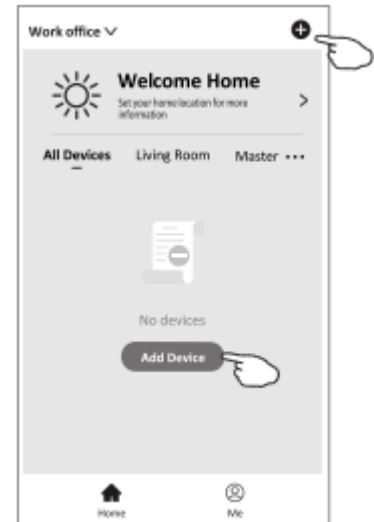 Work office
Welcome Home
Set your home location for more
information
All Devices Living Room Master
No devices
Add Device
Home Me